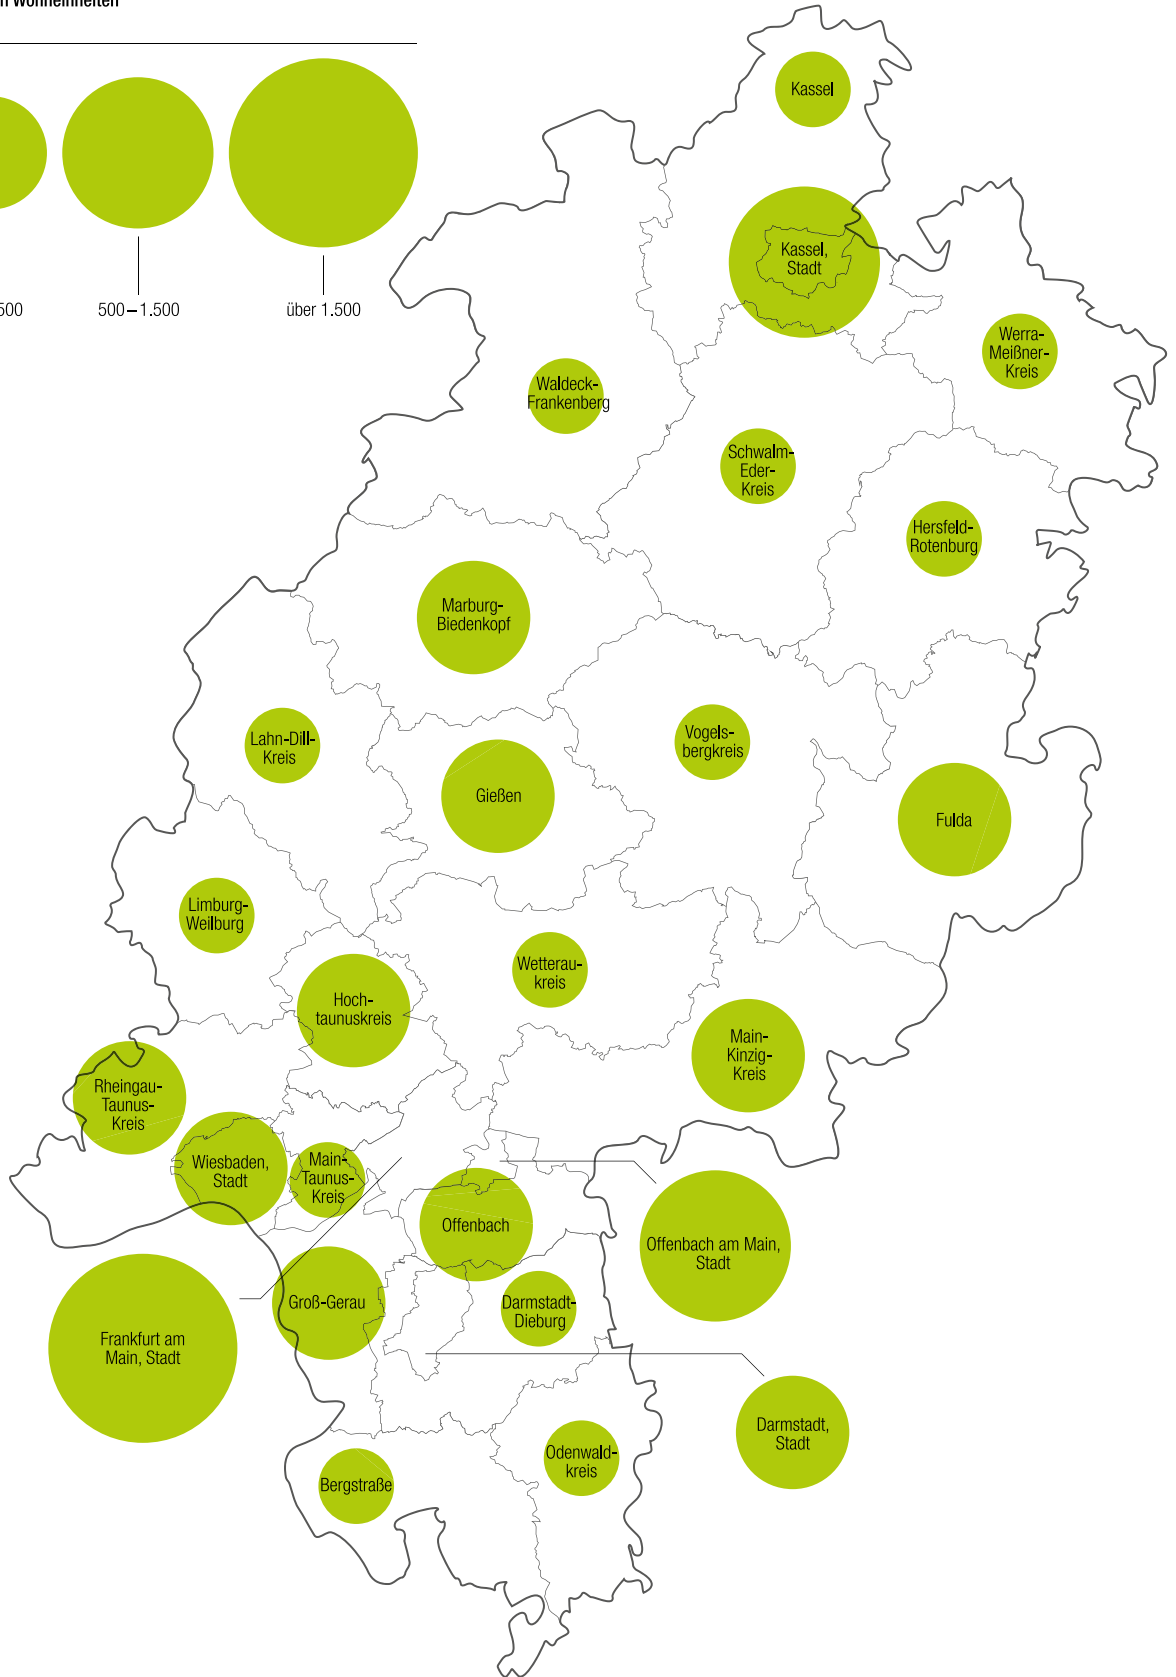 Wohneinheiten
500
500–1.500
über 1.500
Kassel
Kassel,
Stadt
Werra-
Meißner-
Kreis
Waldeck-
Frankenberg
Schwalm-
Eder-
Kreis
Hersfeld-
Rotenburg
Marburg-
Biedenkopf
Lahn-Dill-
Kreis
Vogels-
bergkreis
Gießen
Fulda
Limburg-
Weilburg
Wetterau-
kreis
Hoch-
taunuskreis
Main-
Kinzig-
Kreis
Rheingau-
Taunus-
Kreis
Wiesbaden,
Stadt
Main-
Taunus-
Kreis
Offenbach
Offenbach am Main,
Stadt
Groß-Gerau
Darmstadt-
Dieburg
Frankfurt am
Main, Stadt
Darmstadt,
Stadt
Odenwald-
kreis
Bergstraße